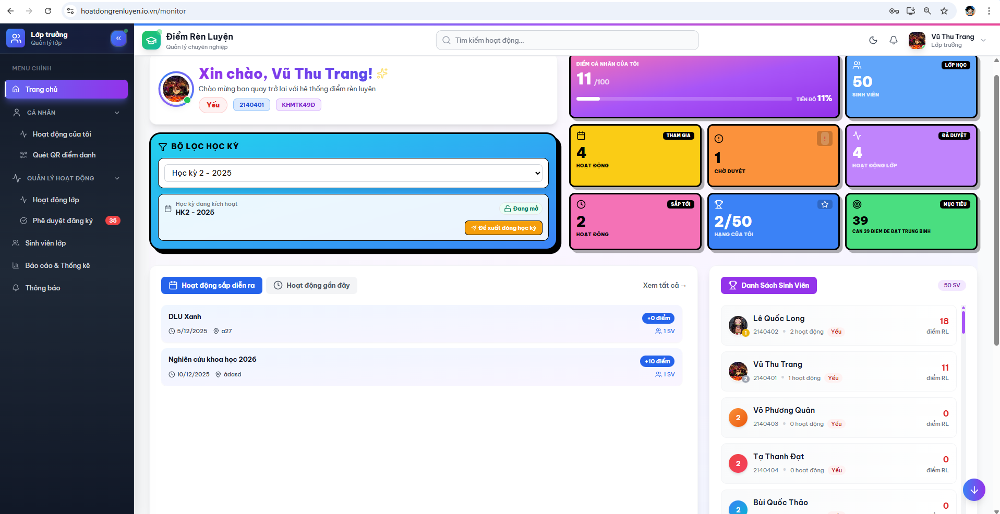 hoatdongrenluyen.io.vn/monitor
Lớp trưởng
Quản lý lớp
«
MENU CHÍNH
Trang chủ
CÁ NHÂN
Hoạt động của tôi
Quét QR điểm danh
QUẢN LÝ HOẠT ĐỘNG
Hoạt động lớp
Phê duyệt đăng ký 35
Sinh viên lớp
Báo cáo & Thống kê
Thông báo
Điểm Rèn Luyện
Quản lý chuyên nghiệp
Tìm kiếm hoạt động...
Vũ Thu Trang
Lớp trưởng
Xin chào, Vũ Thu Trang!
Chào mừng bạn quay trở lại với hệ thống điểm rèn luyện
Yếu 2140401 KHMTK49D
BỘ LỌC HỌC KỲ
Học kỳ 2 - 2025
Học kỳ đang kích hoạt
HK2 - 2025
Đang mở
Đề xuất đóng học kỳ
ĐIỂM CÁ NHÂN CỦA TÔI
11 /100
TIẾN ĐỘ 11%
LỚP HỌC
50
SINH VIÊN
THAM GIA
4
HOẠT ĐỘNG
1
CHỜ DUYỆT
ĐÃ DUYỆT
4
HOẠT ĐỘNG LỚP
SẮP TỚI
2
HOẠT ĐỘNG
2/50
HẠNG CỦA TÔI
MỤC TIÊU
39
CẦN 39 ĐIỂM ĐỂ ĐẠT TRUNG BÌNH
Hoạt động sắp diễn ra
Hoạt động gần đây
Xem tất cả →
DLU Xanh
+0 điểm
5/12/2025 a27
1 SV
Nghiên cứu khoa học 2026
+10 điểm
10/12/2025 ádasd
1 SV
Danh Sách Sinh Viên
50 SV
Lê Quốc Long
18
1
2140402 • 2 hoạt động Yếu
điểm RL
Vũ Thu Trang
11
2
2140401 • 1 hoạt động Yếu
điểm RL
Võ Phương Quân
0
2
2140403 • 0 hoạt động Yếu
điểm RL
Tạ Thanh Đạt
0
2
2140404 • 0 hoạt động Yếu
điểm RL
Bùi Quốc Thảo
0
2